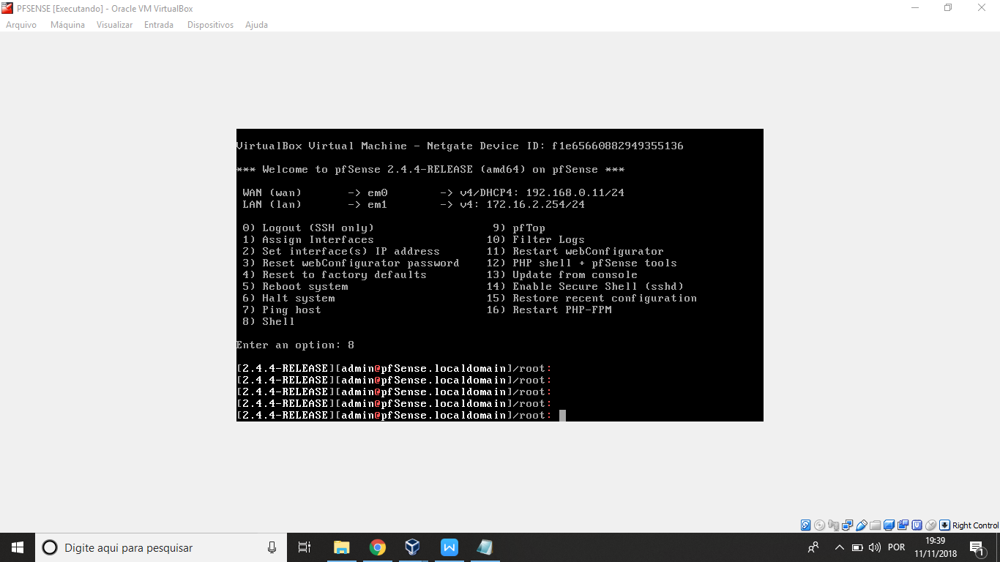 PFSENSE [Executando] - Oracle VM VirtualBox
Arquivo Máquina Visualizar Entrada Dispositivos Ajuda
VirtualBox Virtual Machine - Netgate Device ID: f1e65660882949355136
*** Welcome to pfSense 2.4.4-RELEASE (amd64) on pfSense ***
WAN (wan) -> em0 -> v4/DHCP4: 192.168.0.11/24
LAN (lan) -> em1 -> v4: 172.16.2.254/24
0) Logout (SSH only) 9) pfTop
1) Assign Interfaces 10) Filter Logs
2) Set interface(s) IP address 11) Restart webConfigurator
3) Reset webConfigurator password 12) PHP shell + pfSense tools
4) Reset to factory defaults 13) Update from console
5) Reboot system 14) Enable Secure Shell (sshd)
6) Halt system 15) Restore recent configuration
7) Ping host 16) Restart PHP-FPM
8) Shell
Enter an option: 8
[2.4.4-RELEASE][admin@pfSense.localdomain]/root:
[2.4.4-RELEASE][admin@pfSense.localdomain]/root:
[2.4.4-RELEASE][admin@pfSense.localdomain]/root:
[2.4.4-RELEASE][admin@pfSense.localdomain]/root:
[2.4.4-RELEASE][admin@pfSense.localdomain]/root:
Right Control
Digite aqui para pesquisar
W
POR
19:39
11/11/2018
1